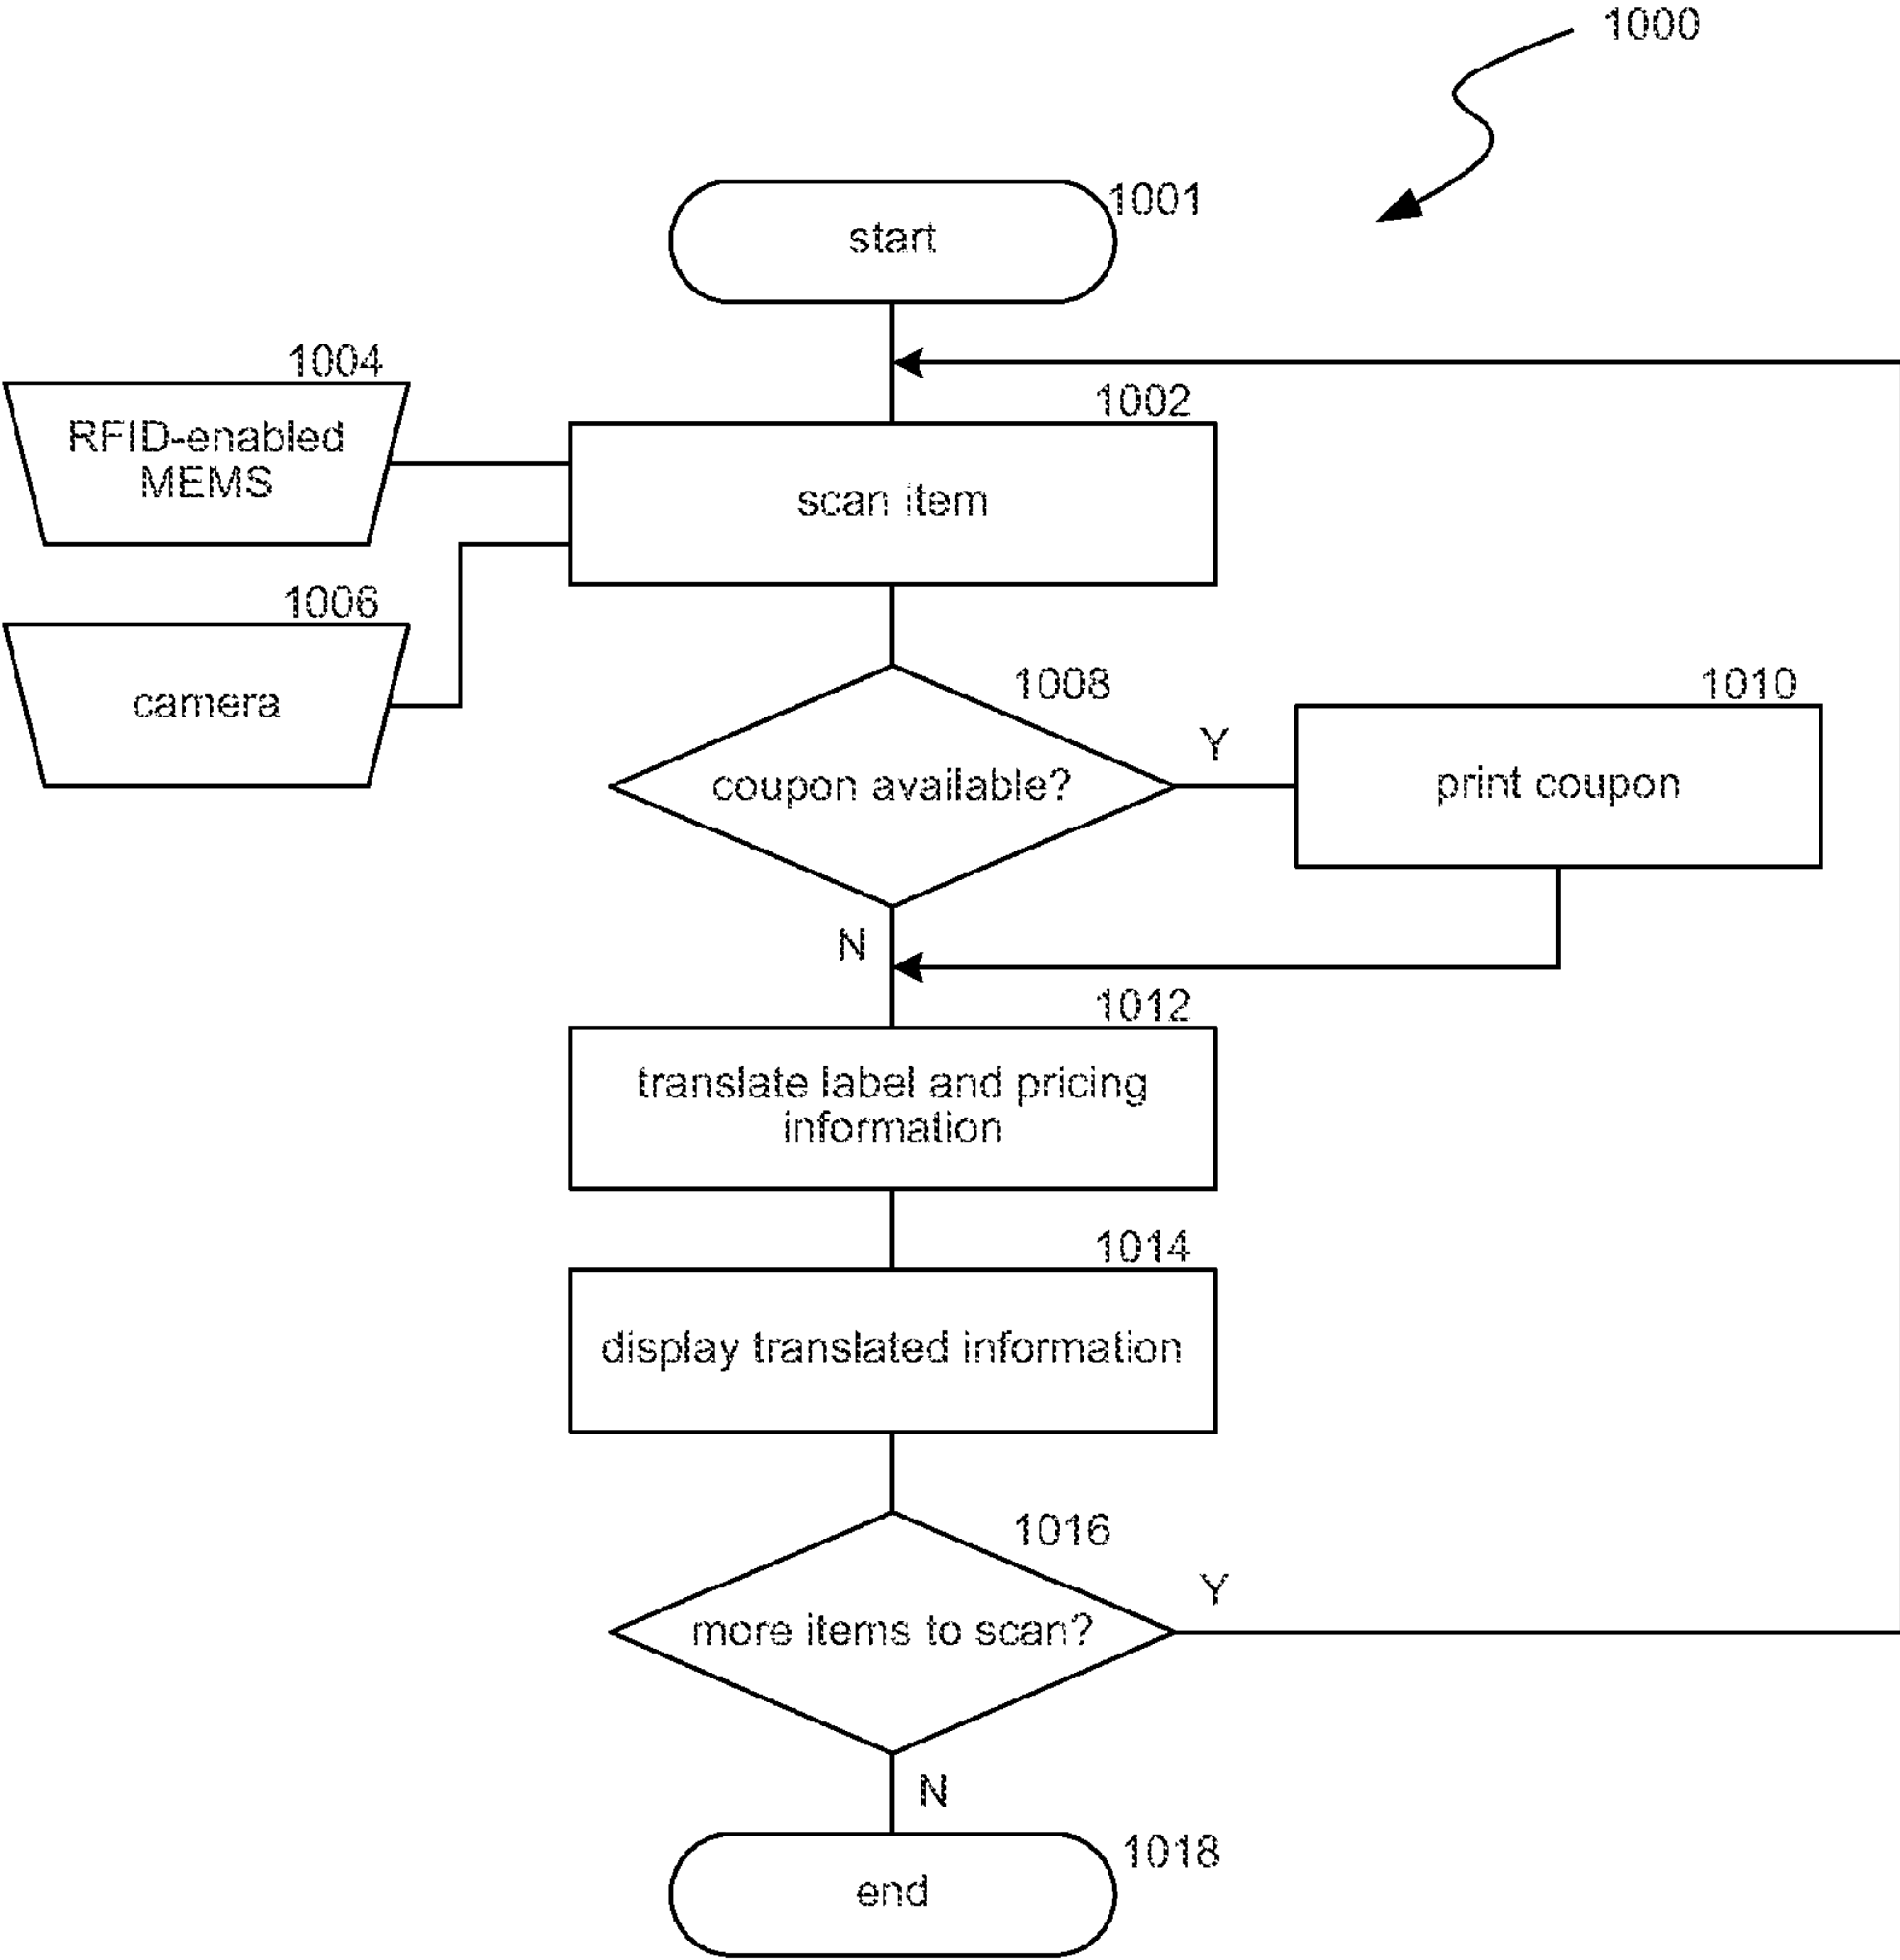 1000
1001
start
1004
RFID-enabled
MEMS
1002
scan item
1006
camera
1008
coupon available?
Y
1010
print coupon
N
1012
translate label and pricing
information
1014
display translated information
1016
more items to scan?
Y
N
1018
end